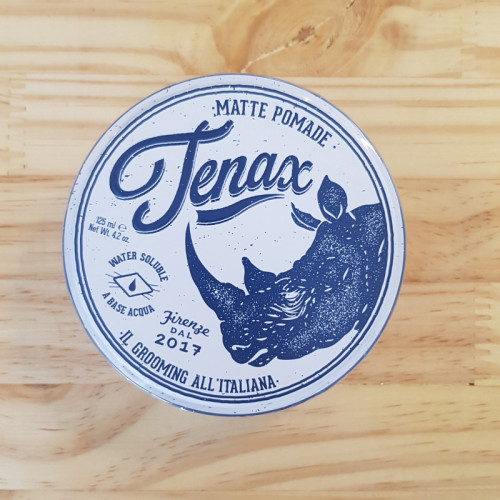 ·MATTE POMADE·
Tenax
125 ml ℮
Net Wt. 4.2 oz.
WATER SOLUBLE
A BASE ACQUA
Firenze
DAL
2017
·IL GROOMING ALL'ITALIANA·